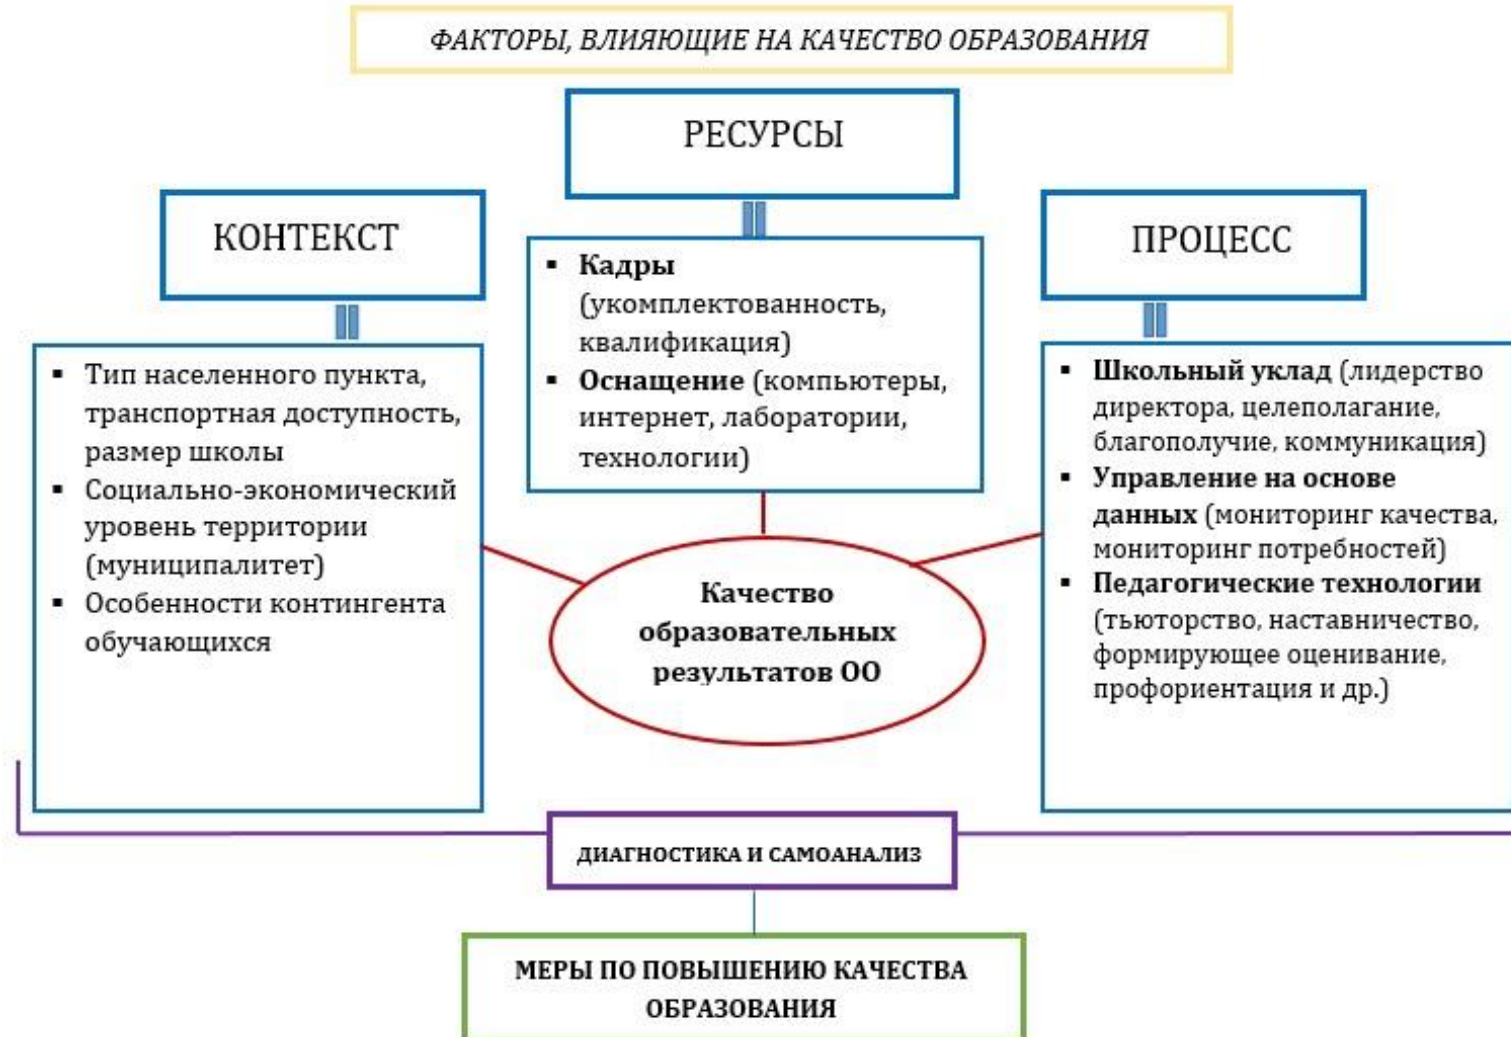 ФАКТОРЫ, ВЛИЯЮЩИЕ НА КАЧЕСТВО ОБРАЗОВАНИЯ
РЕСУРСЫ
КОНТЕКСТ
ПРОЦЕСС
▪ Кадры
(укомплектованность,
квалификация)
▪ Оснащение (компьютеры,
интернет, лаборатории,
технологии)
▪ Тип населенного пункта,
транспортная доступность,
размер школы
▪ Социально-экономический
уровень территории
(муниципалитет)
▪ Особенности контингента
обучающихся
▪ Школьный уклад (лидерство
директора, целеполагание,
благополучие, коммуникация)
▪ Управление на основе
данных (мониторинг качества,
мониторинг потребностей)
▪ Педагогические технологии
(тьюторство, наставничество,
формирующее оценивание,
профориентация и др.)
Качество
образовательных
результатов ОО
ДИАГНОСТИКА И САМОАНАЛИЗ
МЕРЫ ПО ПОВЫШЕНИЮ КАЧЕСТВА
ОБРАЗОВАНИЯ